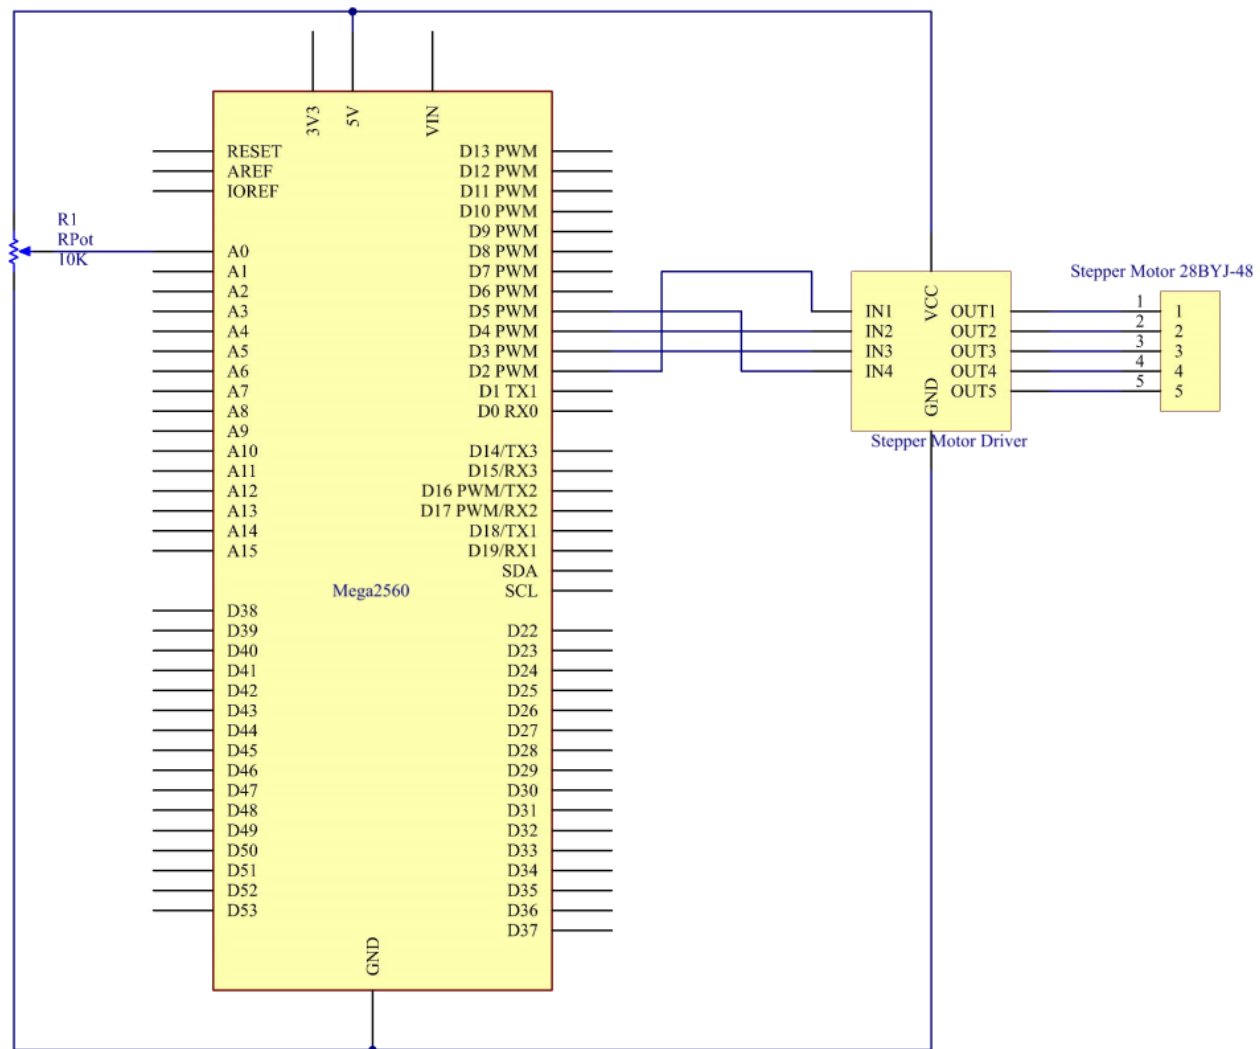 3V3
5V
VIN
RESET
AREF
IOREF
R1
RPot
10K
A0
A1
A2
A3
A4
A5
A6
A7
A8
A9
A10
A11
A12
A13
A14
A15
Mega2560
D38
D39
D40
D41
D42
D43
D44
D45
D46
D47
D48
D49
D50
D51
D52
D53
GND
D13 PWM
D12 PWM
D11 PWM
D10 PWM
D9 PWM
D8 PWM
D7 PWM
D6 PWM
D5 PWM
D4 PWM
D3 PWM
D2 PWM
D1 TX1
D0 RX0
D14/TX3
D15/RX3
D16 PWM/TX2
D17 PWM/RX2
D18/TX1
D19/RX1
SDA
SCL
D22
D23
D24
D25
D26
D27
D28
D29
D30
D31
D32
D33
D34
D35
D36
D37
IN1
IN2
IN3
IN4
VCC
GND
OUT1
OUT2
OUT3
OUT4
OUT5
Stepper Motor Driver
Stepper Motor 28BYJ-48
1 1
2 2
3 3
4 4
5 5